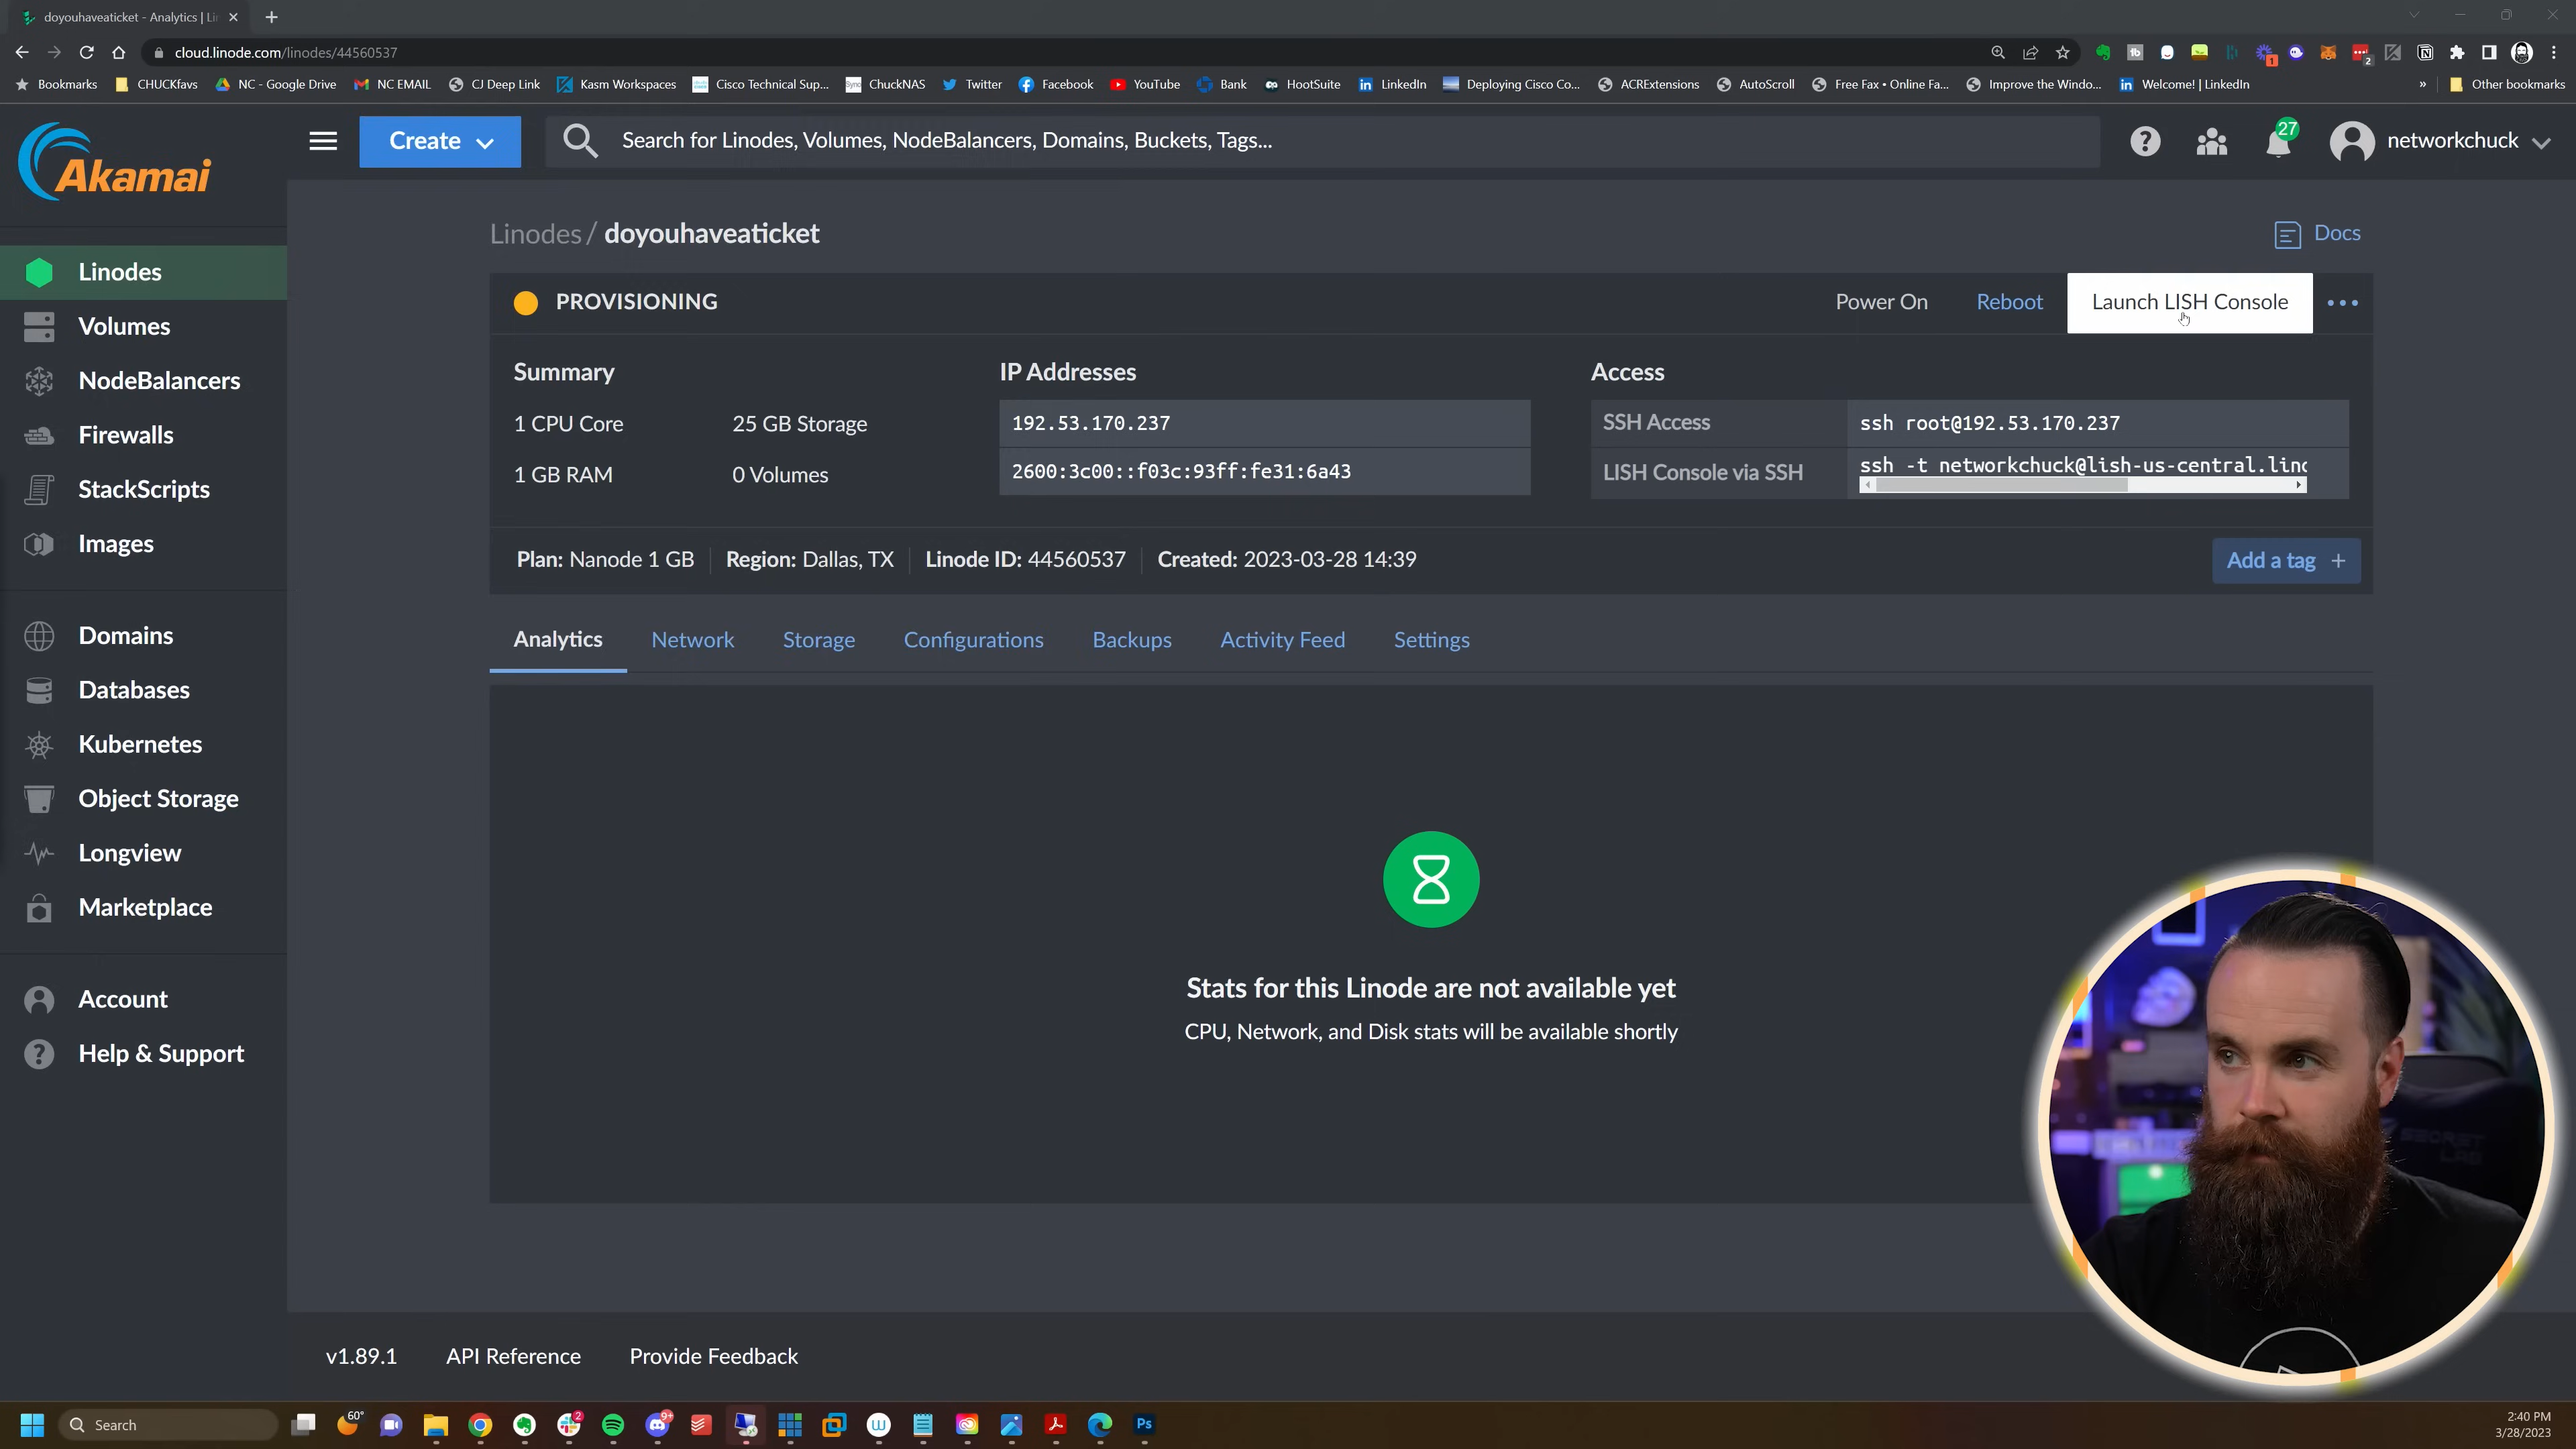 doyouhaveaticket - Analytics | Lin
cloud.linode.com/linodes/44560537
Bookmarks CHUCKfavs NC - Google Drive NC EMAIL CJ Deep Link Kasm Workspaces Cisco Technical Sup... ChuckNAS Twitter Facebook YouTube Bank HootSuite LinkedIn Deploying Cisco Co... ACRExtensions AutoScroll Free Fax • Online Fa... Improve the Windo... Welcome! | LinkedIn » Other bookmarks
Akamai
Create
Search for Linodes, Volumes, NodeBalancers, Domains, Buckets, Tags...
27
networkchuck
Linodes / doyouhaveaticket
Docs
PROVISIONING
Power On
Reboot
Launch LISH Console
Summary
1 CPU Core
25 GB Storage
1 GB RAM
0 Volumes
IP Addresses
192.53.170.237
2600:3c00::f03c:93ff:fe31:6a43
Access
SSH Access
ssh root@192.53.170.237
LISH Console via SSH
ssh -t networkchuck@lish-us-central.linc
Plan: Nanode 1 GB
Region: Dallas, TX
Linode ID: 44560537
Created: 2023-03-28 14:39
Add a tag +
Analytics
Network
Storage
Configurations
Backups
Activity Feed
Settings
Stats for this Linode are not available yet
CPU, Network, and Disk stats will be available shortly
Linodes
Volumes
NodeBalancers
Firewalls
StackScripts
Images
Domains
Databases
Kubernetes
Object Storage
Longview
Marketplace
Account
Help & Support
SECRET
LAB
v1.89.1
API Reference
Provide Feedback
Search
60°
2
9+
Ps
2:40 PM
3/28/2023